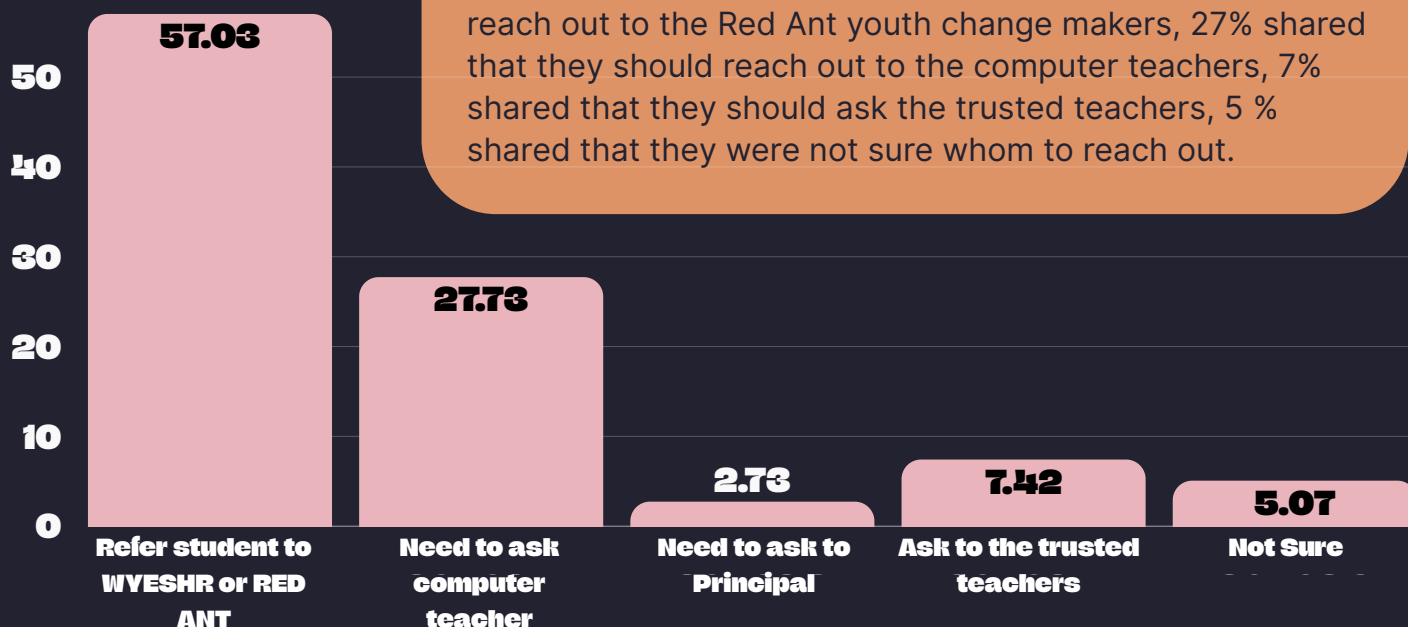 reach out to the Red Ant youth change makers, 27% shared
that they should reach out to the computer teachers, 7%
shared that they should ask the trusted teachers, 5 %
shared that they were not sure whom to reach out.
57.03
50
40
30
27.73
20
10
2.73
7.42
5.07
0
Refer student to
WYESHR or RED
ANT
Need to ask
computer
teacher
Need to ask to
Principal
Ask to the trusted
teachers
Not Sure